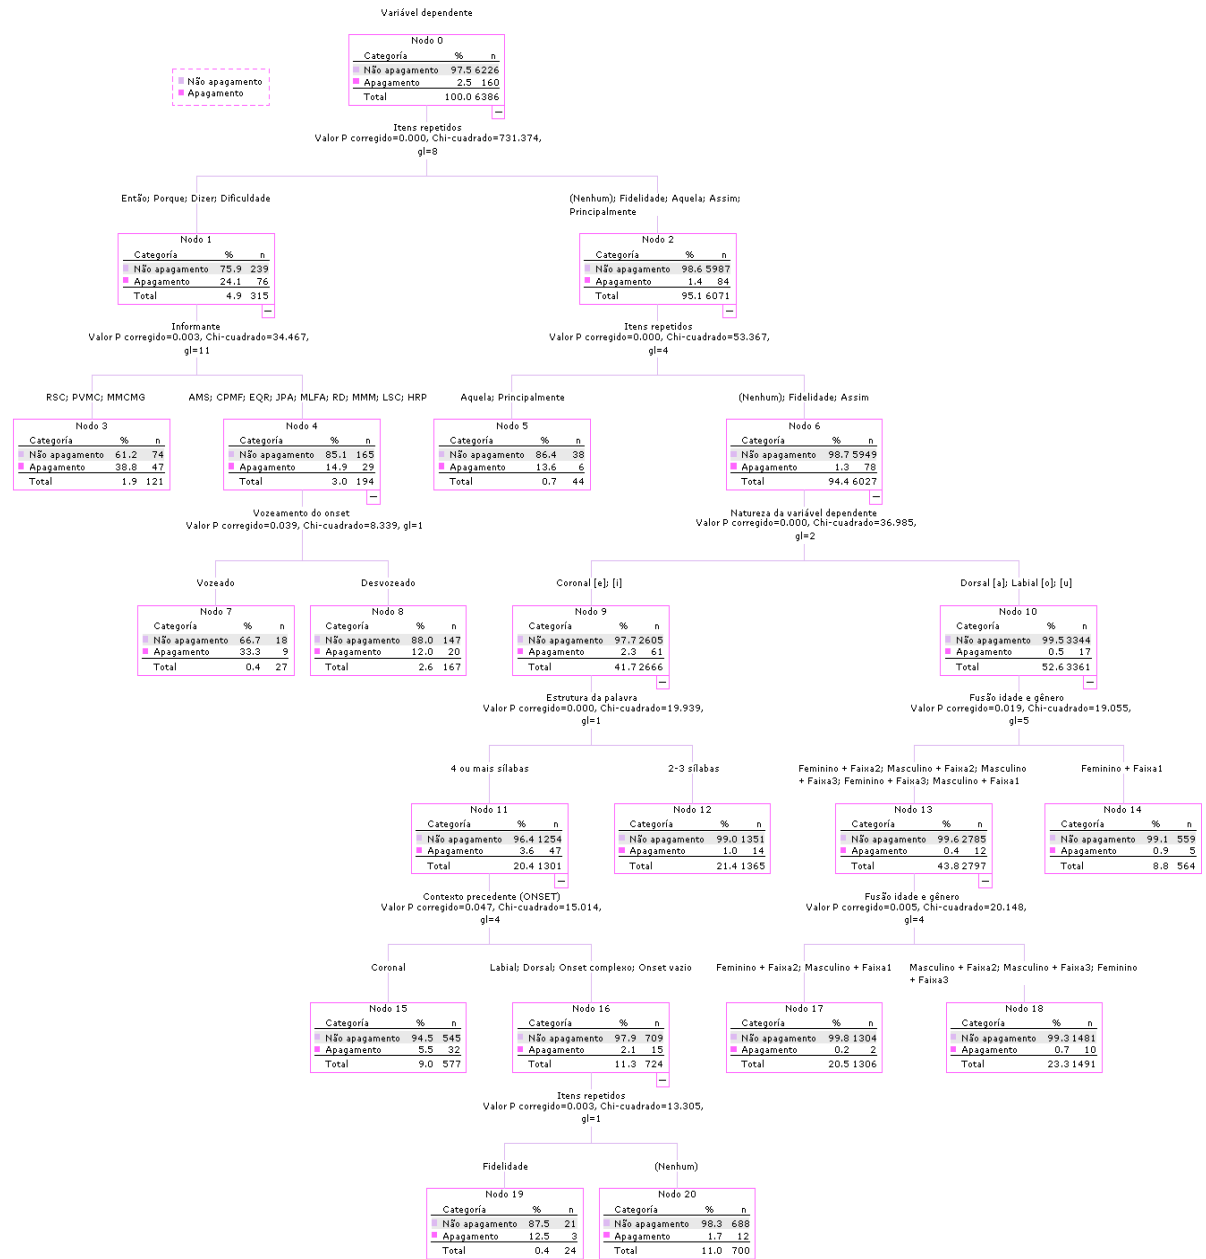 Variável dependente
Não apagamento
Apagamento
Nodo 0
Categoría % n
Não apagamento 97.5 6226
Apagamento 2.5 160
Total 100.0 6386
Itens repetidos
Valor P corregido=0.000, Chi-cuadrado=731.374,
gl=8
Então; Porque; Dizer; Dificuldade
(Nenhum); Fidelidade; Aquela; Assim;
Principalmente
Nodo 1
Categoría % n
Não apagamento 75.9 239
Apagamento 24.1 76
Total 4.9 315
Nodo 2
Categoría % n
Não apagamento 98.6 5987
Apagamento 1.4 84
Total 95.1 6071
Informante
Valor P corregido=0.003, Chi-cuadrado=34.467,
gl=11
Itens repetidos
Valor P corregido=0.000, Chi-cuadrado=53.367,
gl=4
RSC; PVMC; MMCMG
AMS; CPMF; EQR; JPA; MLFA; RD; MMM; LSC; HRP
Aquela; Principalmente
(Nenhum); Fidelidade; Assim
Nodo 3
Categoría % n
Não apagamento 61.2 74
Apagamento 38.8 47
Total 1.9 121
Nodo 4
Categoría % n
Não apagamento 85.1 165
Apagamento 14.9 29
Total 3.0 194
Nodo 5
Categoría % n
Não apagamento 86.4 38
Apagamento 13.6 6
Total 0.7 44
Nodo 6
Categoría % n
Não apagamento 98.7 5949
Apagamento 1.3 78
Total 94.4 6027
Vozeamento do onset
Valor P corregido=0.039, Chi-cuadrado=8.339, gl=1
Natureza da variável dependente
Valor P corregido=0.000, Chi-cuadrado=36.985,
gl=2
Vozeado
Desvozeado
Coronal [e]; [i]
Dorsal [a]; Labial [o]; [u]
Nodo 7
Categoría % n
Não apagamento 66.7 18
Apagamento 33.3 9
Total 0.4 27
Nodo 8
Categoría % n
Não apagamento 88.0 147
Apagamento 12.0 20
Total 2.6 167
Nodo 9
Categoría % n
Não apagamento 97.7 2605
Apagamento 2.3 61
Total 41.7 2666
Nodo 10
Categoría % n
Não apagamento 99.5 3344
Apagamento 0.5 17
Total 52.6 3361
Estrutura da palavra
Valor P corregido=0.000, Chi-cuadrado=19.939,
gl=1
Fusão idade e gênero
Valor P corregido=0.019, Chi-cuadrado=19.055,
gl=5
4 ou mais sílabas
2-3 sílabas
Feminino + Faixa2; Masculino + Faixa2; Masculino
+ Faixa3; Feminino + Faixa3; Masculino + Faixa1
Feminino + Faixa1
Nodo 11
Categoría % n
Não apagamento 96.4 1254
Apagamento 3.6 47
Total 20.4 1301
Nodo 12
Categoría % n
Não apagamento 99.0 1351
Apagamento 1.0 14
Total 21.4 1365
Nodo 13
Categoría % n
Não apagamento 99.6 2785
Apagamento 0.4 12
Total 43.8 2797
Nodo 14
Categoría % n
Não apagamento 99.1 559
Apagamento 0.9 5
Total 8.8 564
Contexto precedente (ONSET)
Valor P corregido=0.047, Chi-cuadrado=15.014,
gl=4
Fusão idade e gênero
Valor P corregido=0.005, Chi-cuadrado=20.148,
gl=4
Coronal
Labial; Dorsal; Onset complexo; Onset vazio
Feminino + Faixa2; Masculino + Faixa1
Masculino + Faixa2; Masculino + Faixa3; Feminino
+ Faixa3
Nodo 15
Categoría % n
Não apagamento 94.5 545
Apagamento 5.5 32
Total 9.0 577
Nodo 16
Categoría % n
Não apagamento 97.9 709
Apagamento 2.1 15
Total 11.3 724
Nodo 17
Categoría % n
Não apagamento 99.8 1304
Apagamento 0.2 2
Total 20.5 1306
Nodo 18
Categoría % n
Não apagamento 99.3 1481
Apagamento 0.7 10
Total 23.3 1491
Itens repetidos
Valor P corregido=0.003, Chi-cuadrado=13.305,
gl=1
Fidelidade
(Nenhum)
Nodo 19
Categoría % n
Não apagamento 87.5 21
Apagamento 12.5 3
Total 0.4 24
Nodo 20
Categoría % n
Não apagamento 98.3 688
Apagamento 1.7 12
Total 11.0 700